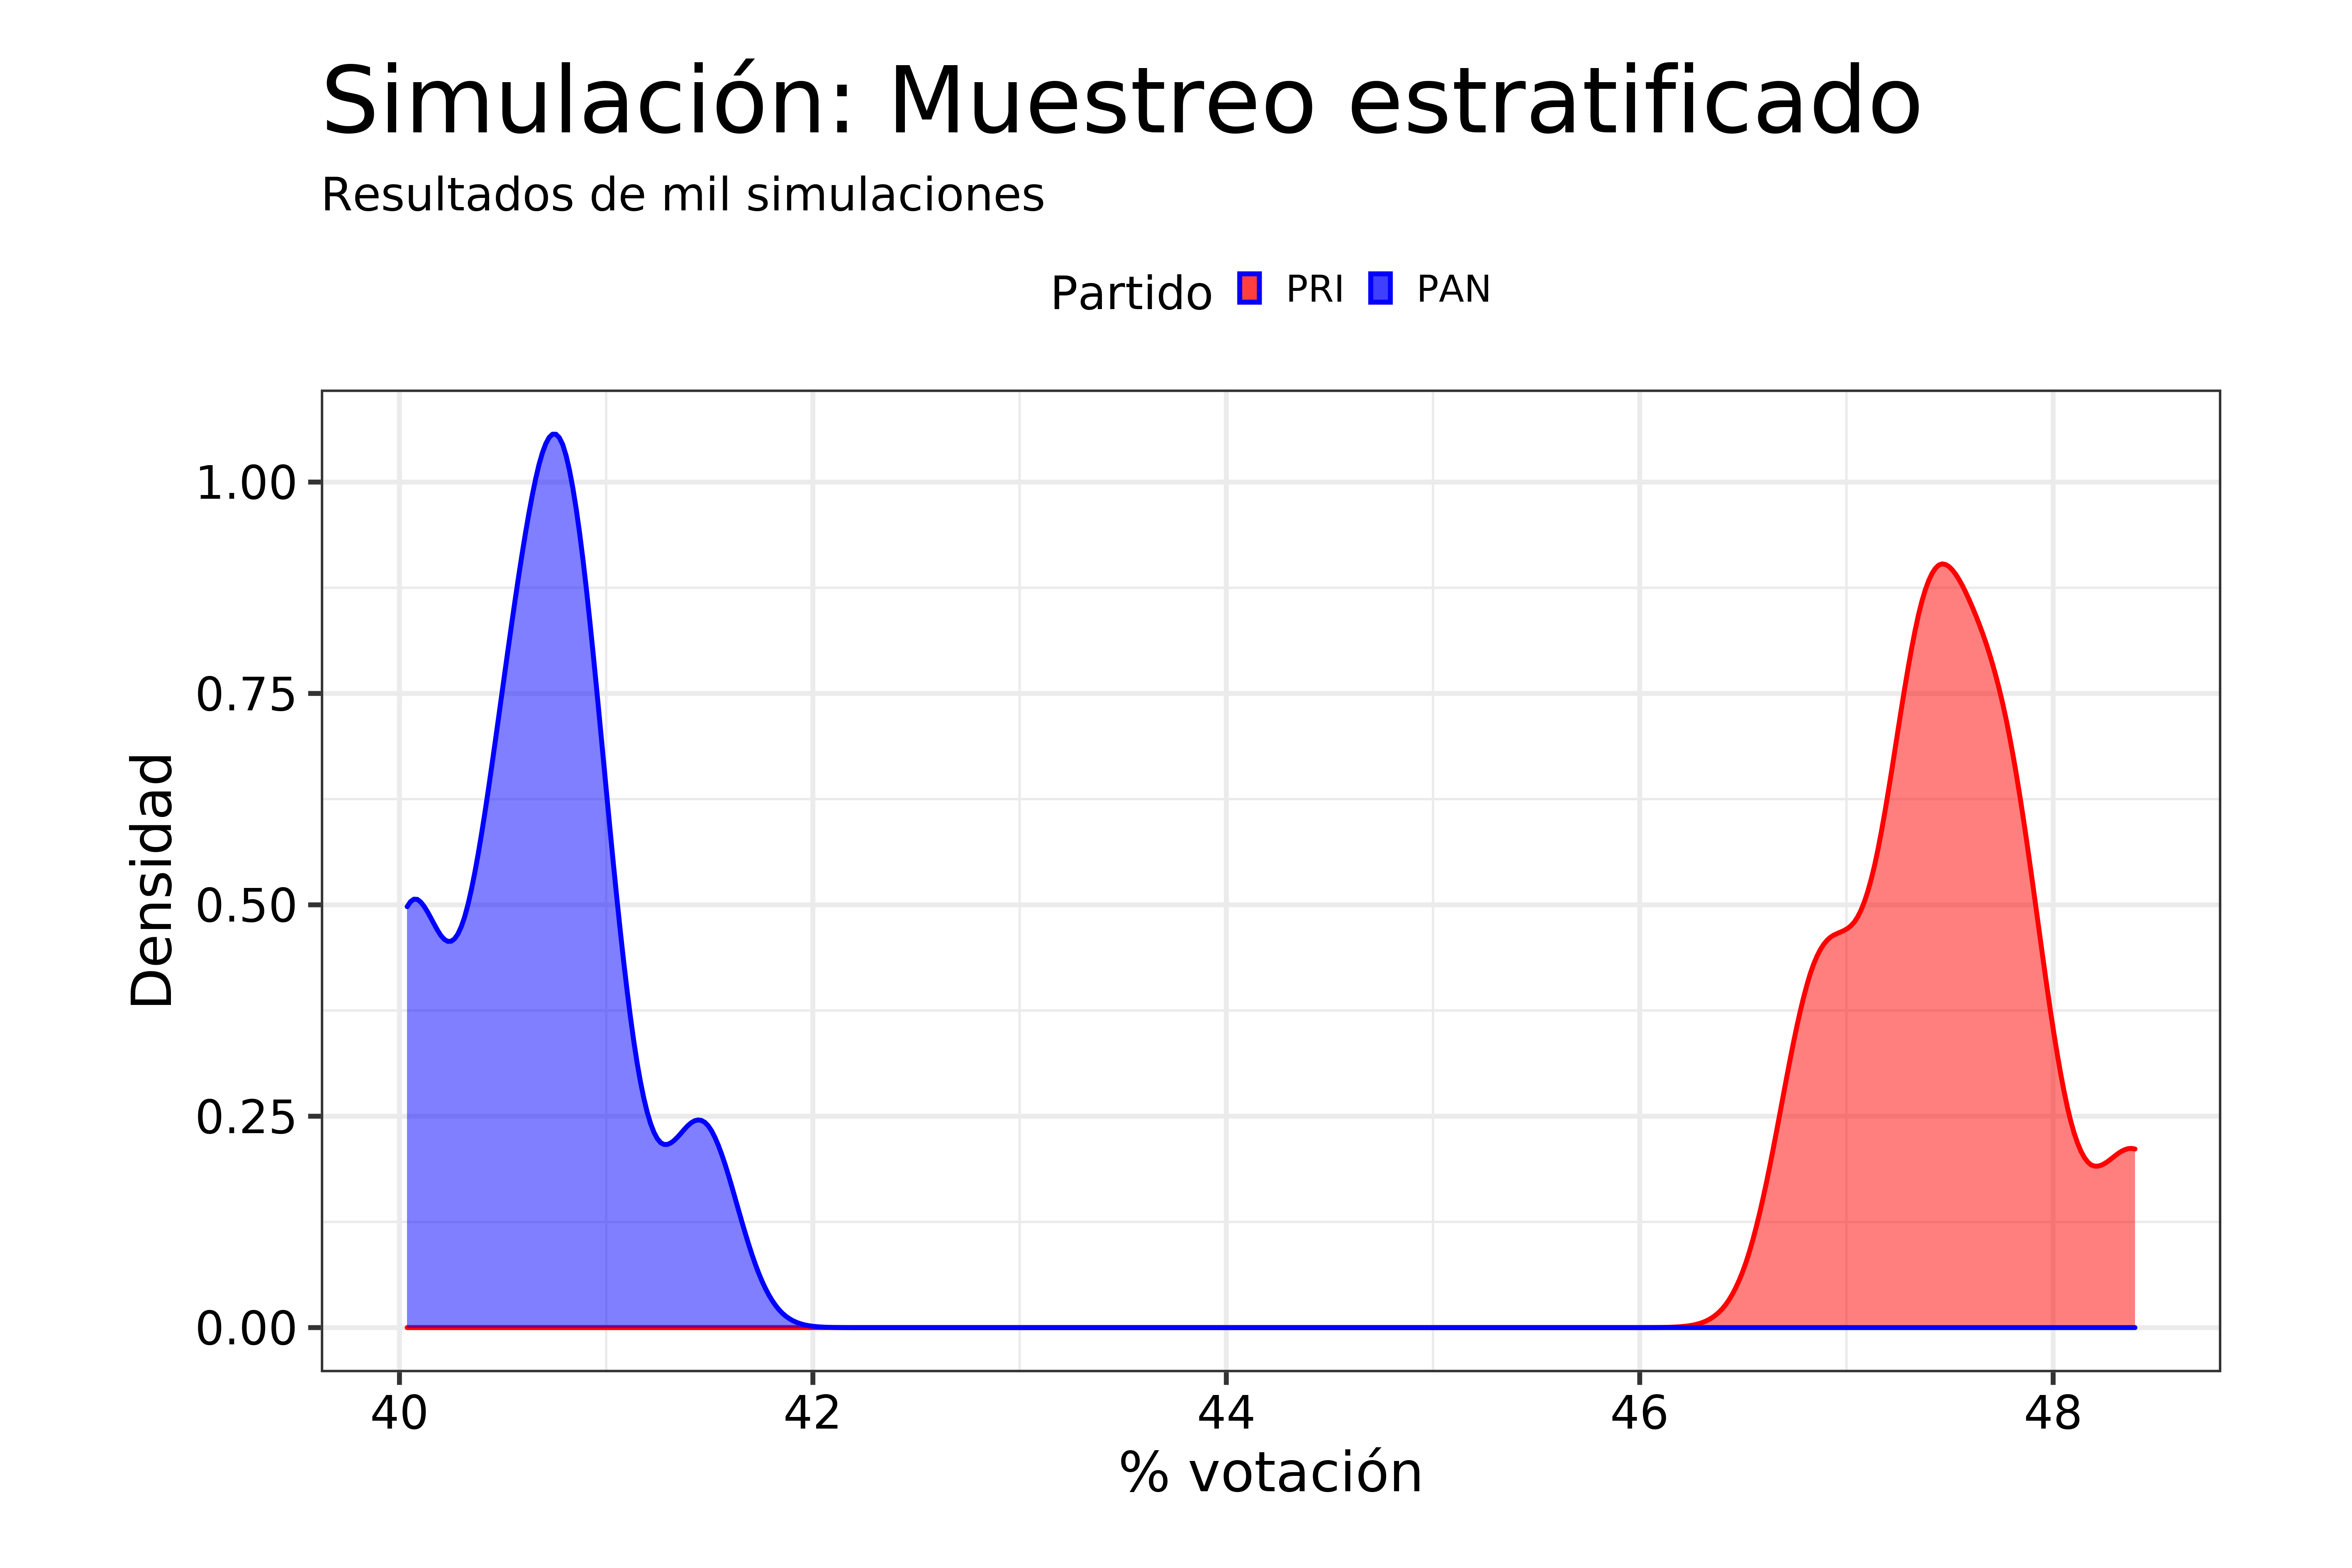 Simulación: Muestreo estratificado
Resultados de mil simulaciones
Partido PRI PAN
1.00
0.75
0.50
0.25
0.00
Densidad
40 42 44 46 48
% votación